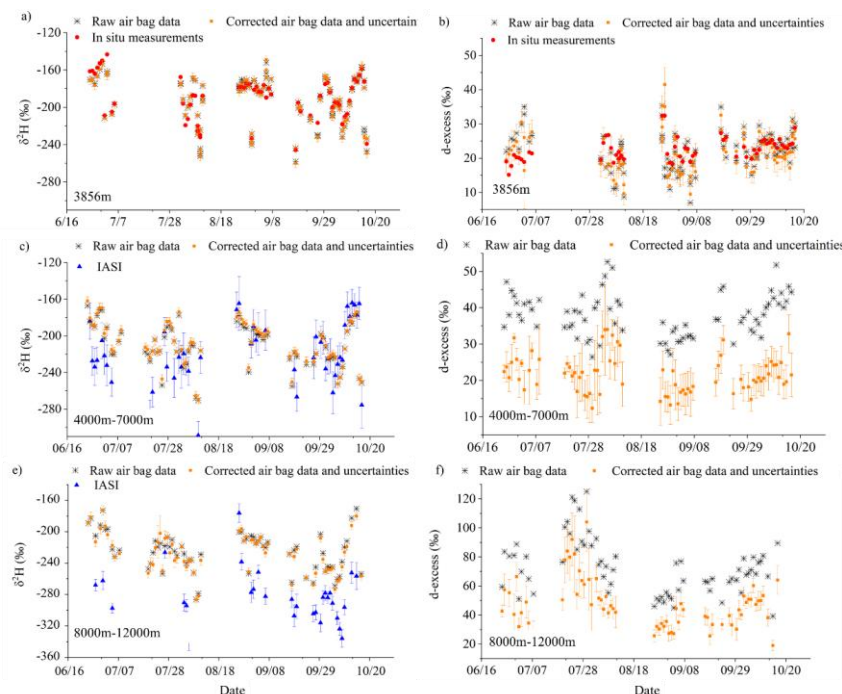 a) Raw air bag data Corrected air bag data and uncertain
In situ measurements
δ²H (‰)
-160
-200
-240
-280
3856m
6/16 7/7 7/28 8/18 9/8 9/29 10/20
b) Raw air bag data Corrected air bag data and uncertainties
In situ measurements
d-excess (‰)
50
40
30
20
10
3856m
06/16 07/07 07/28 08/18 09/08 09/29 10/20
c) Raw air bag data Corrected air bag data and uncertainties
IASI
δ²H (‰)
-120
-160
-200
-240
-280
4000m-7000m
06/16 07/07 07/28 08/18 09/08 09/29 10/20
d) Raw air bag data Corrected air bag data and uncertainties
d-excess (‰)
50
40
30
20
10
4000m-7000m
06/16 07/07 07/28 08/18 09/08 09/29 10/20
e) Raw air bag data Corrected air bag data and uncertainties
IASI
δ²H (‰)
-160
-200
-240
-280
-320
-360
8000m-12000m
06/16 07/07 07/28 08/18 09/08 09/29 10/20
Date
f) Raw air bag data Corrected air bag data and uncertainties
d-excess (‰)
120
100
80
60
40
20
8000m-12000m
06/16 07/07 07/28 08/18 09/08 09/29 10/20
Date